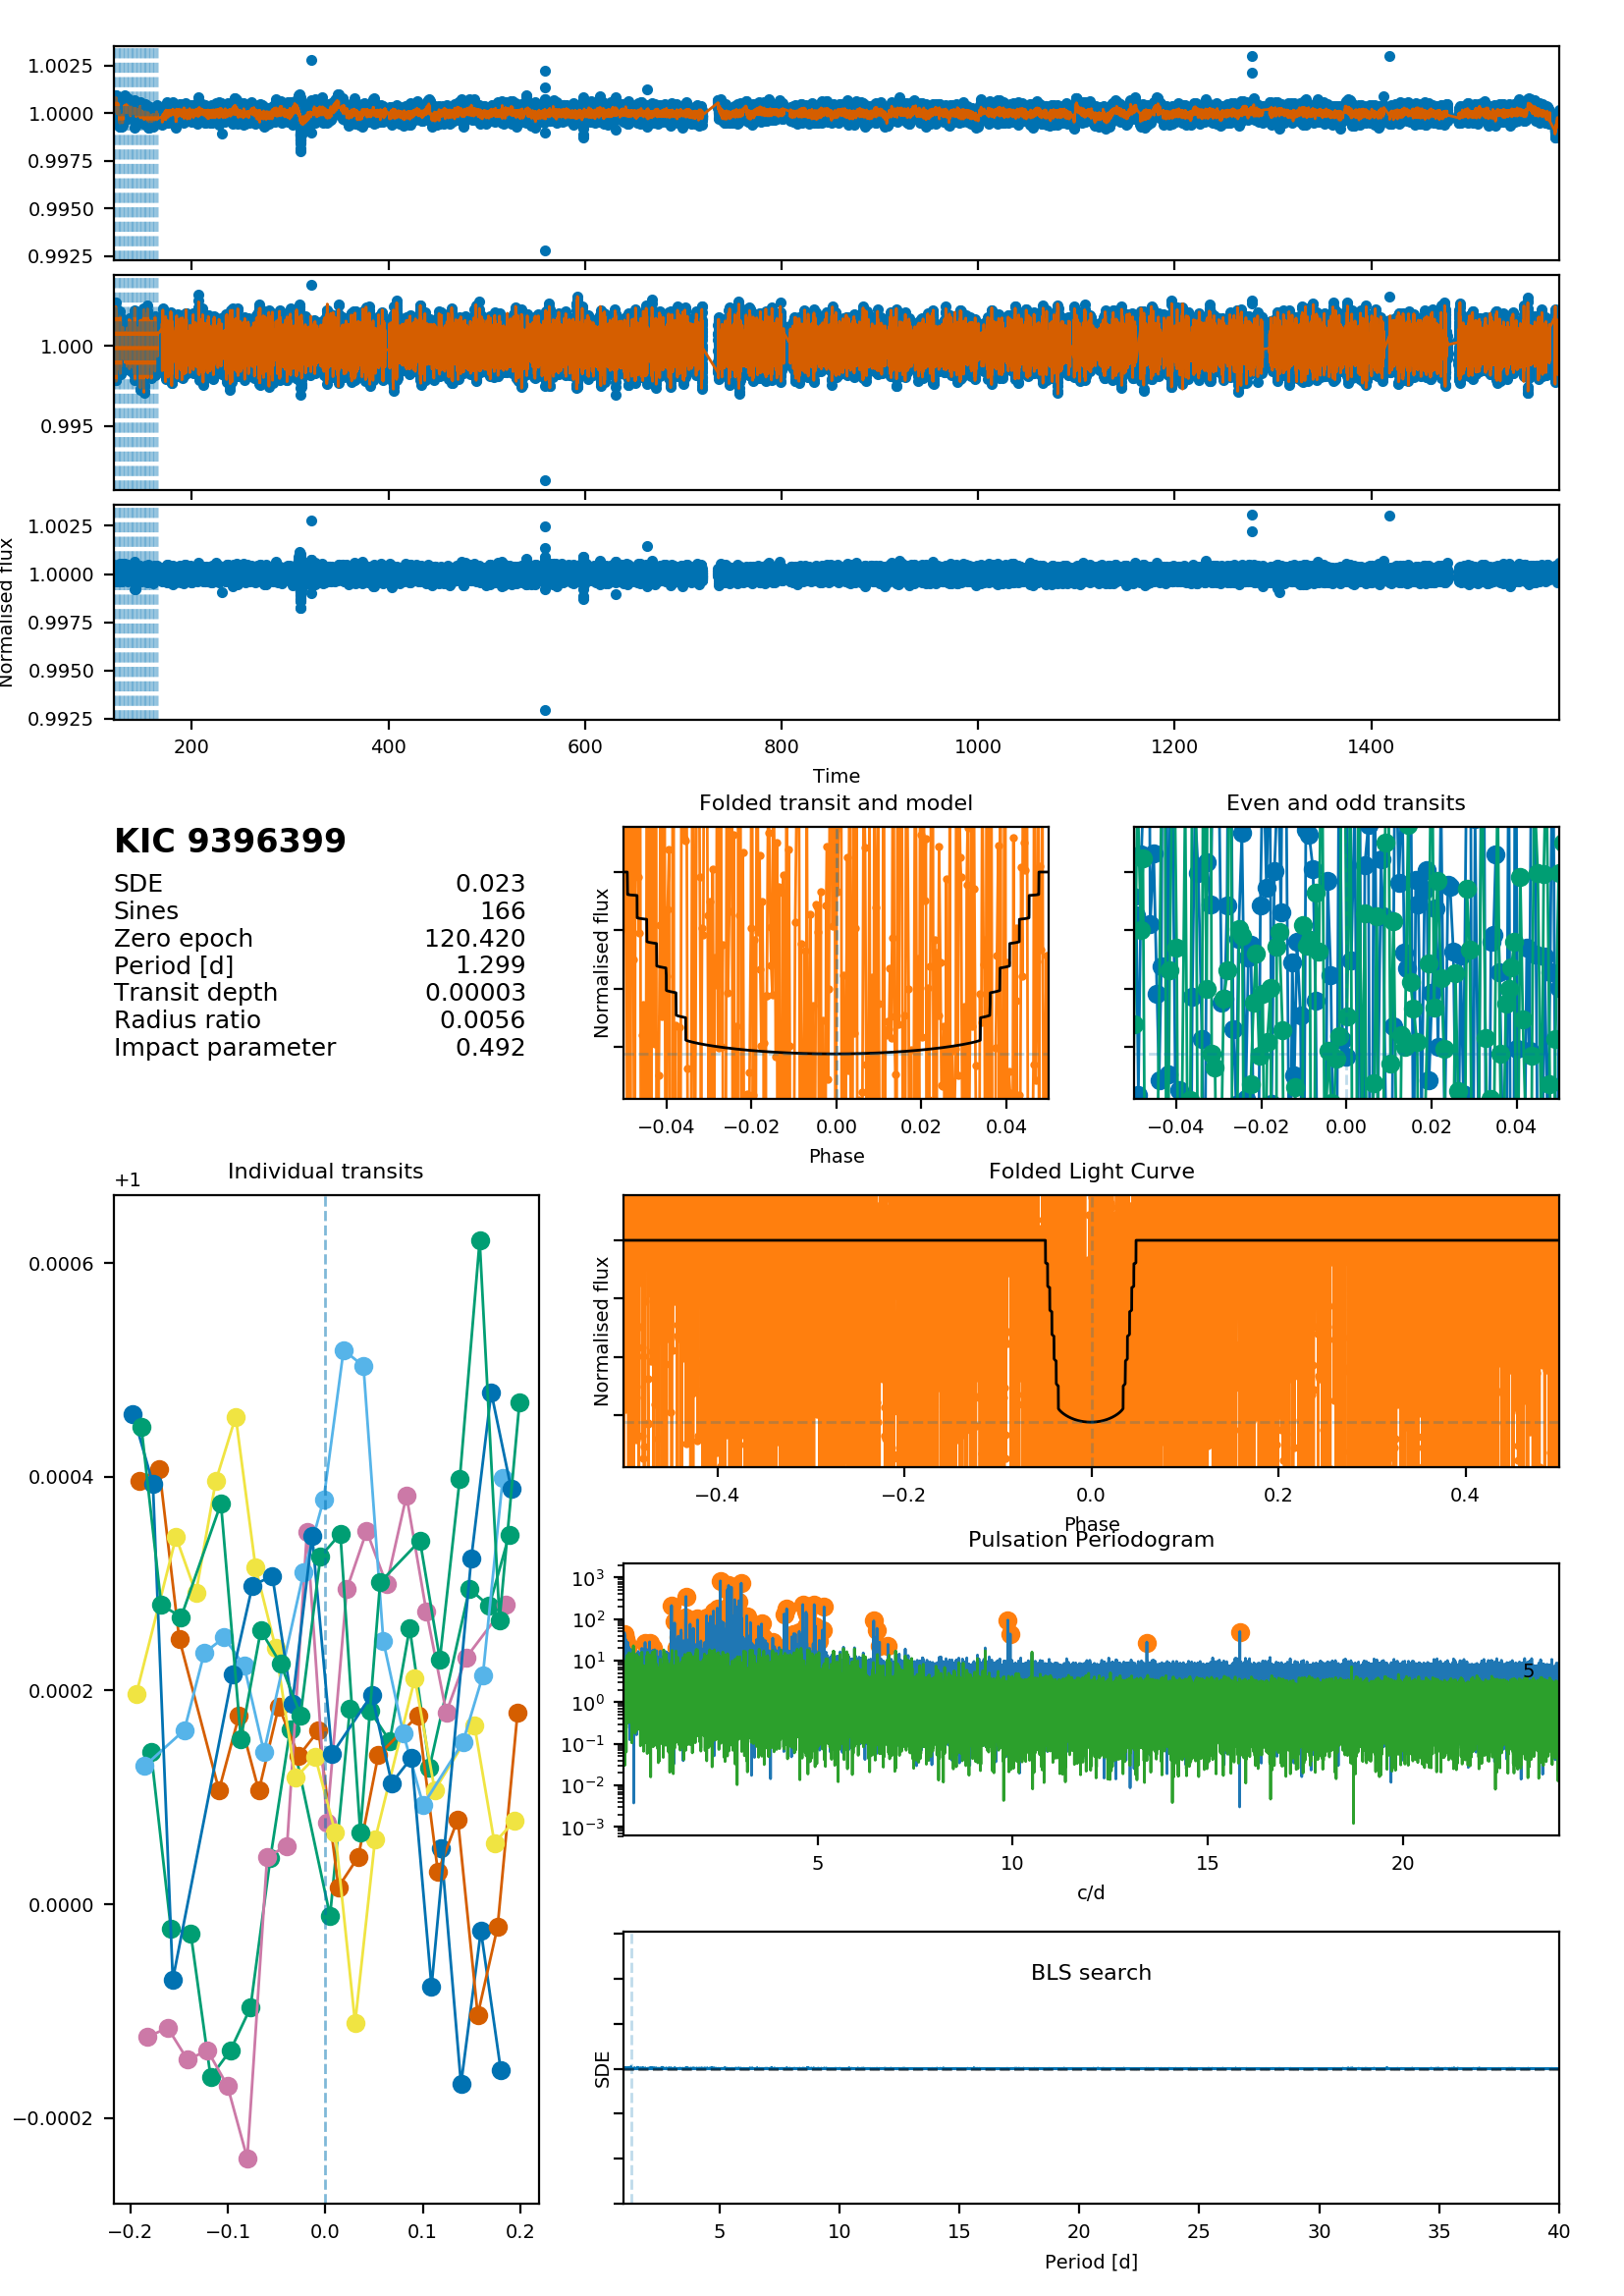 1.0025
1.0000
0.9975
0.9950
0.9925
1.000
0.995
1.0025
1.0000
0.9975
0.9950
0.9925
Normalised flux
200 400 600 800 1000 1200 1400
Time
KIC 9396399
SDE 0.023
Sines 166
Zero epoch 120.420
Period [d] 1.299
Transit depth 0.00003
Radius ratio 0.0056
Impact parameter 0.492
Folded transit and model
Normalised flux
−0.04 −0.02 0.00 0.02 0.04
Phase
Even and odd transits
−0.04 −0.02 0.00 0.02 0.04
Individual transits
+1
0.0006
0.0004
0.0002
0.0000
−0.0002
−0.2 −0.1 0.0 0.1 0.2
Folded Light Curve
Normalised flux
−0.4 −0.2 0.0 0.2 0.4
Phase
Pulsation Periodogram
10³
10²
10¹
10⁰
10⁻¹
10⁻²
10⁻³
5
5 10 15 20
c/d
BLS search
SDE
5 10 15 20 25 30 35 40
Period [d]